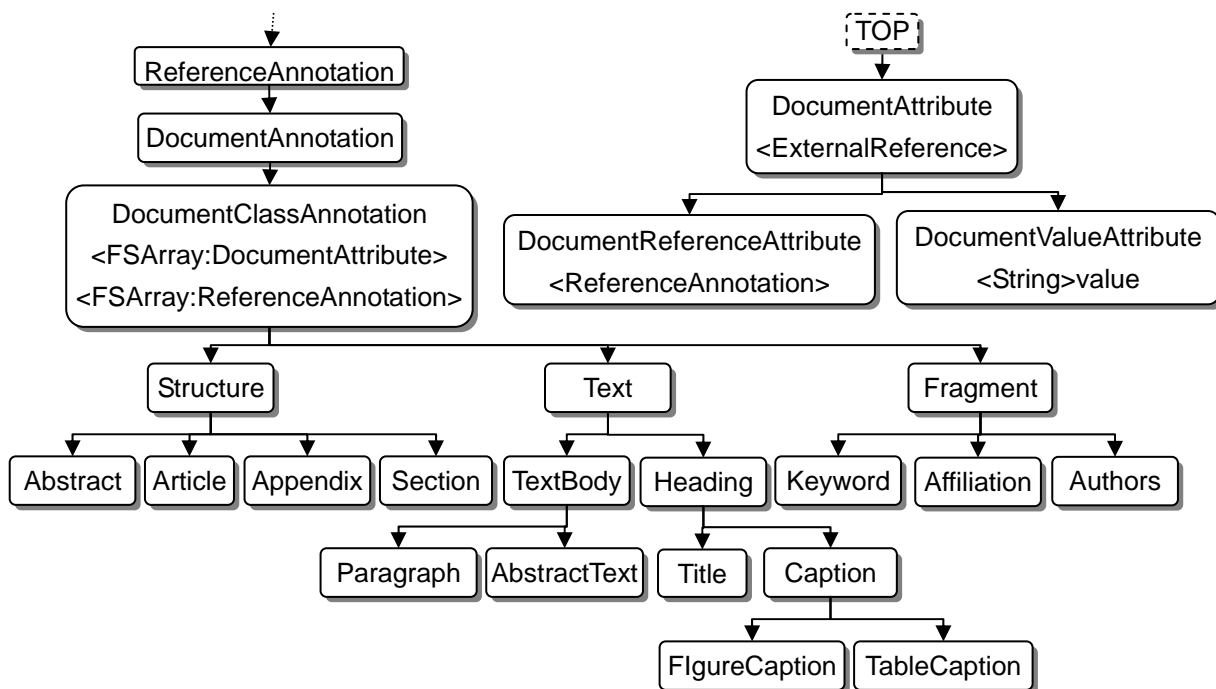 TOP
ReferenceAnnotation
DocumentAnnotation
DocumentAttribute
<ExternalReference>
DocumentClassAnnotation
<FSArray:DocumentAttribute>
<FSArray:ReferenceAnnotation>
DocumentReferenceAttribute
<ReferenceAnnotation>
DocumentValueAttribute
<String>value
Structure
Text
Fragment
Abstract
Article
Appendix
Section
TextBody
Heading
Keyword
Affiliation
Authors
Paragraph
AbstractText
Title
Caption
FIgureCaption
TableCaption